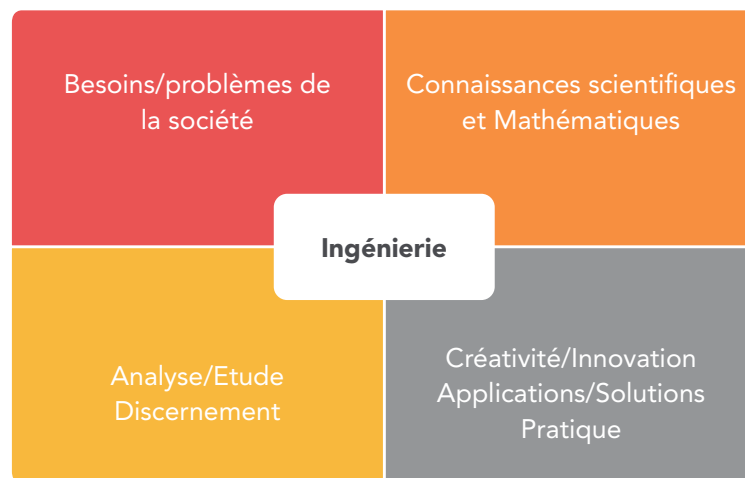 Besoins/problèmes de
la société
Connaissances scientifiques
et Mathématiques
Ingénierie
Analyse/Etude
Discernement
Créativité/Innovation
Applications/Solutions
Pratique